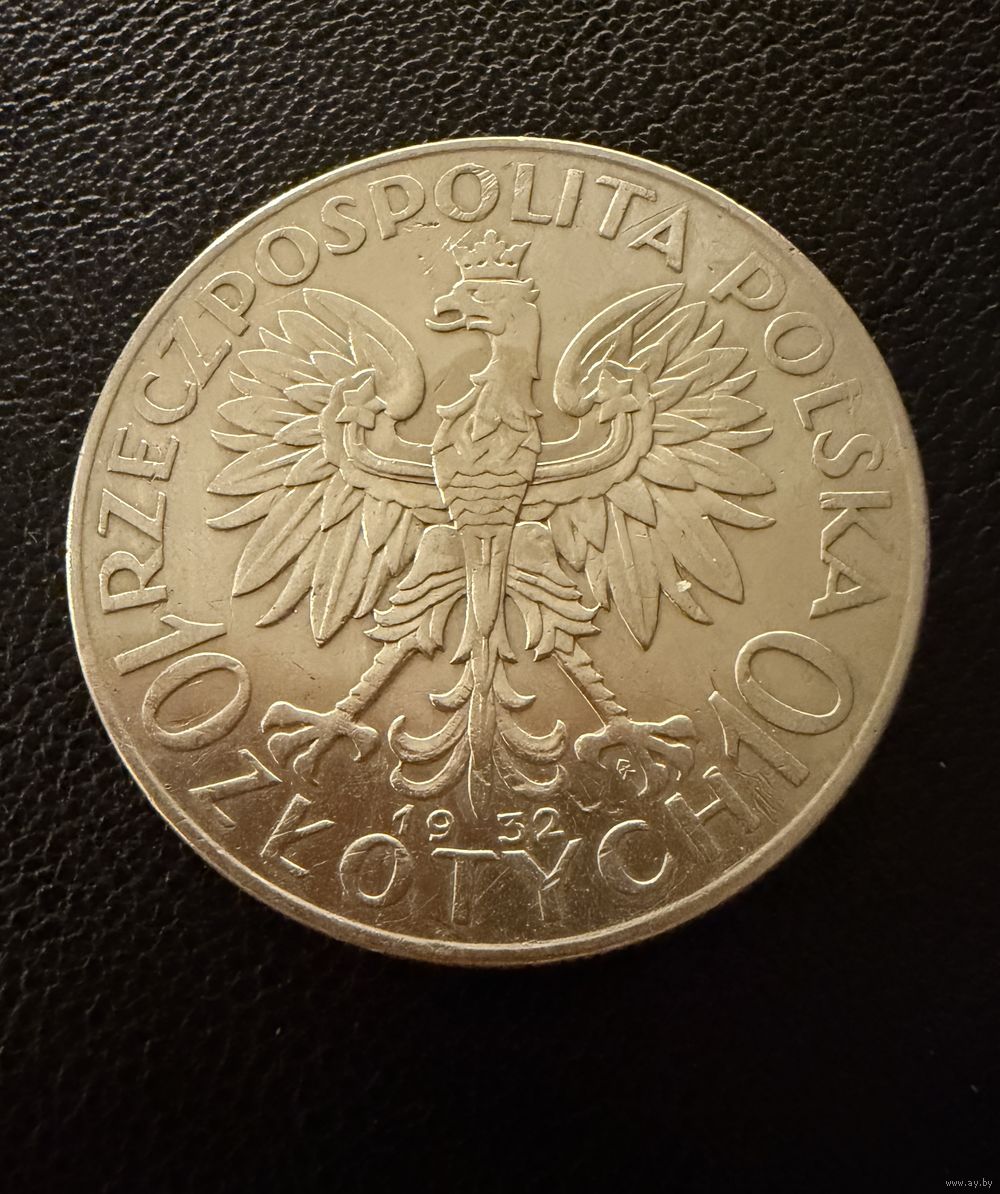 RZECZPOSPOLITA POLSKA
10 ZŁOTYCH 10
1932
www.ay.by